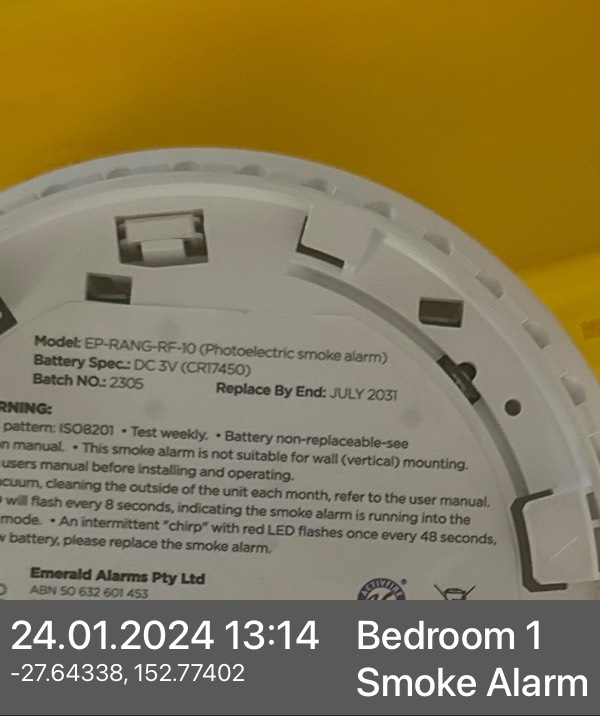 Model: EP-RANG-RF-10 (Photoelectric smoke alarm)
Battery Spec.: DC 3V (CR17450)
Batch NO.: 2305 Replace By End: JULY 2031
RNING:
pattern: ISO8201 • Test weekly. • Battery non-replaceable-see
n manual. • This smoke alarm is not suitable for wall (vertical) mounting.
users manual before installing and operating.
cuum, cleaning the outside of the unit each month, refer to the user manual.
will flash every 8 seconds, indicating the smoke alarm is running into the
mode. • An intermittent "chirp" with red LED flashes once every 48 seconds,
w battery, please replace the smoke alarm.
Emerald Alarms Pty Ltd
ABN 50 632 601 453
ACTIVFIRE
24.01.2024 13:14
-27.64338, 152.77402
Bedroom 1
Smoke Alarm